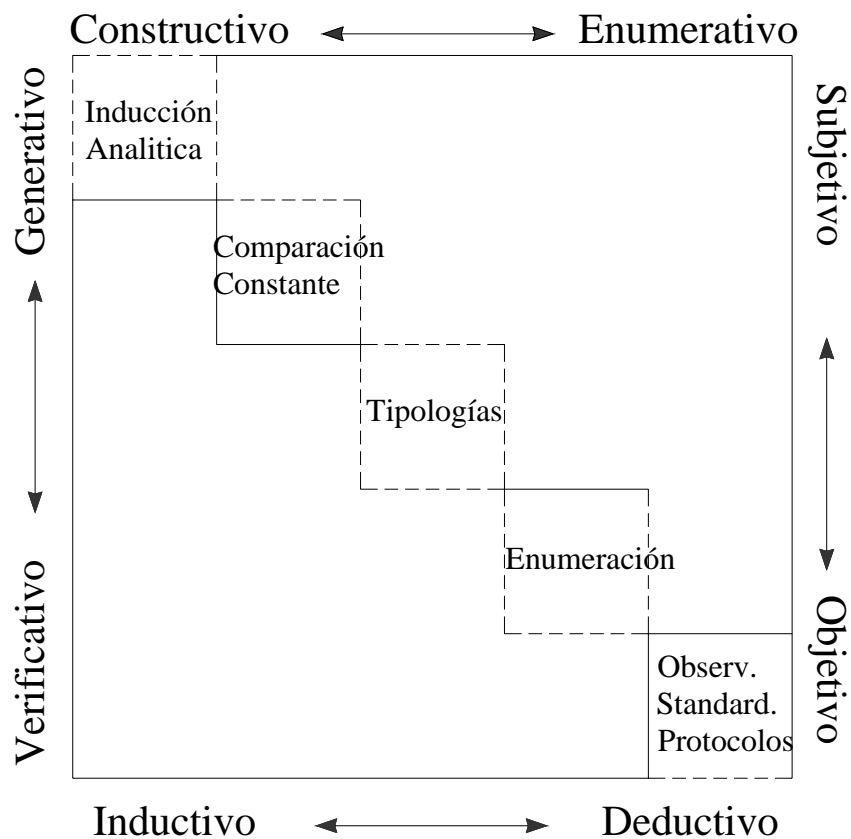 Constructivo Enumerativo
Generativo
Subjetivo
Inducción
Analitica
Comparación
Constante
Tipologías
Enumeración
Verificativo
Objetivo
Observ.
Standard.
Protocolos
Inductivo Deductivo